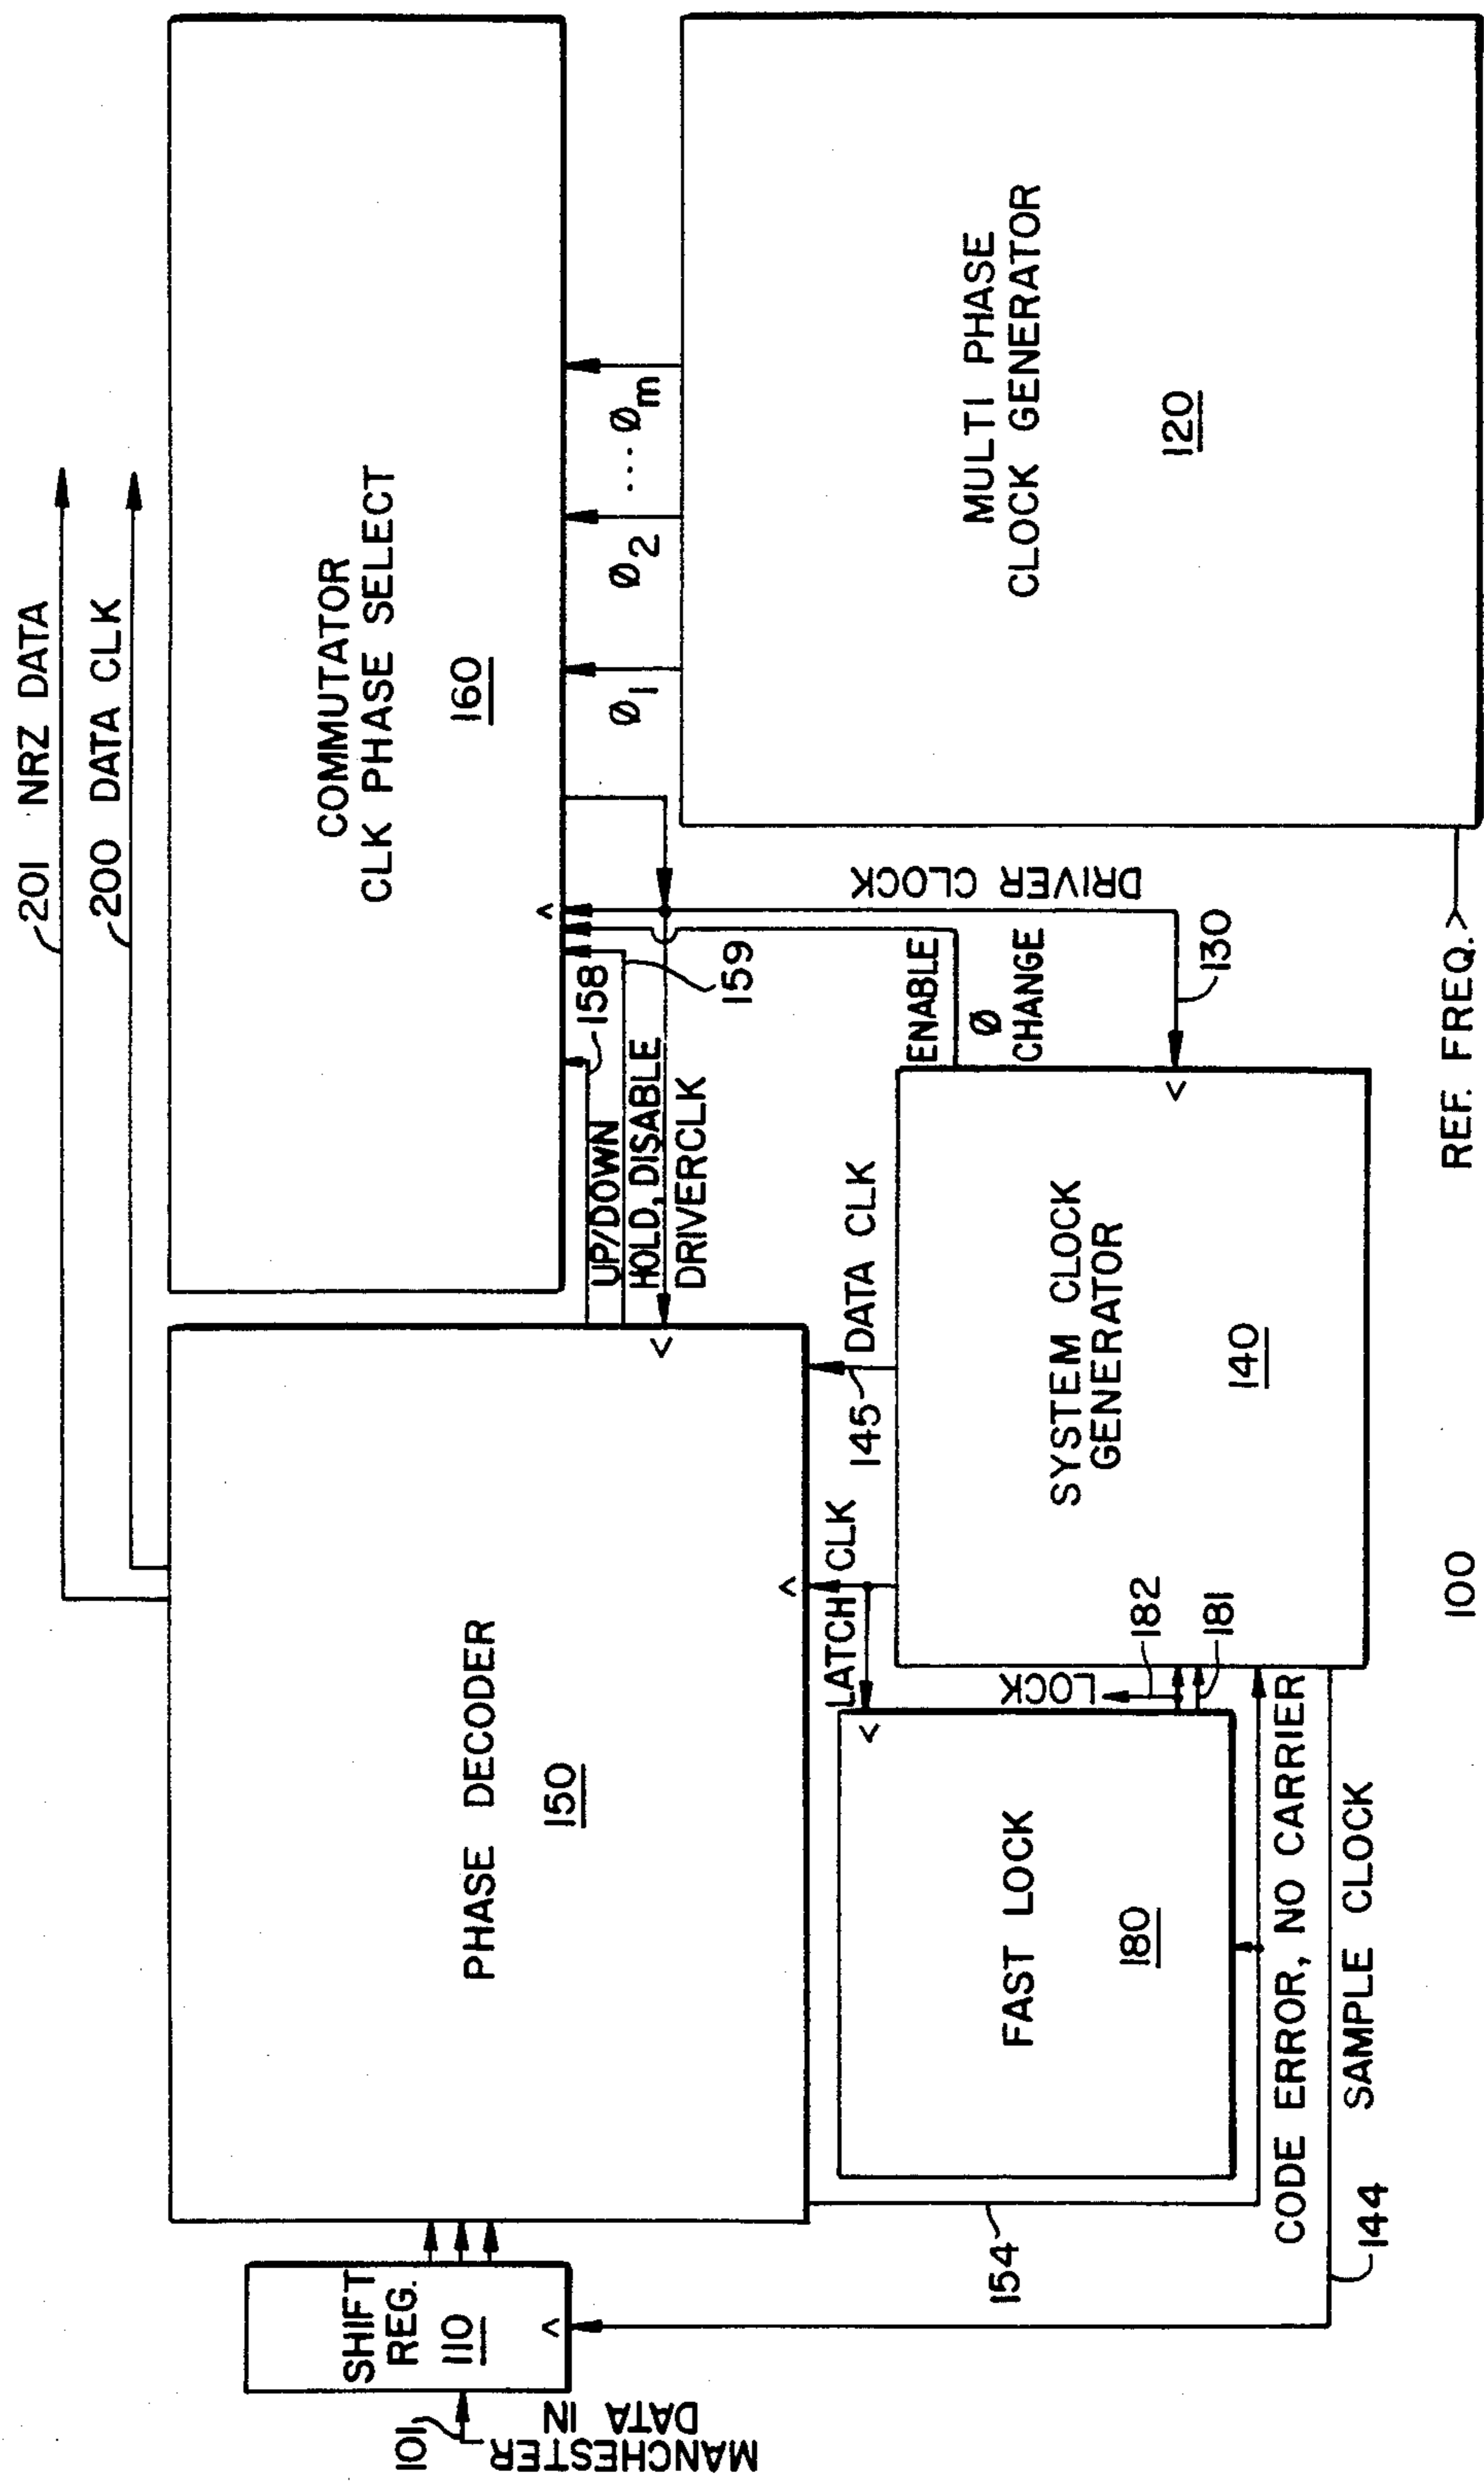 201 NRZ DATA
200 DATA CLK
COMMUTATOR
CLK PHASE SELECT
160
Ø1
Ø2
... Øm
MULTI PHASE
CLOCK GENERATOR
120
REF. FREQ.
DRIVER CLOCK
130
158
159
UP/DOWN
HOLD, DISABLE
DRIVERCLK
ENABLE
Ø
CHANGE
PHASE DECODER
150
145
DATA CLK
LATCH CLK
SYSTEM CLOCK
GENERATOR
140
LOCK
182
181
FAST LOCK
180
154
CODE ERROR, NO CARRIER
SAMPLE CLOCK
144
SHIFT
REG.
110
101
MANCHESTER
DATA IN
100